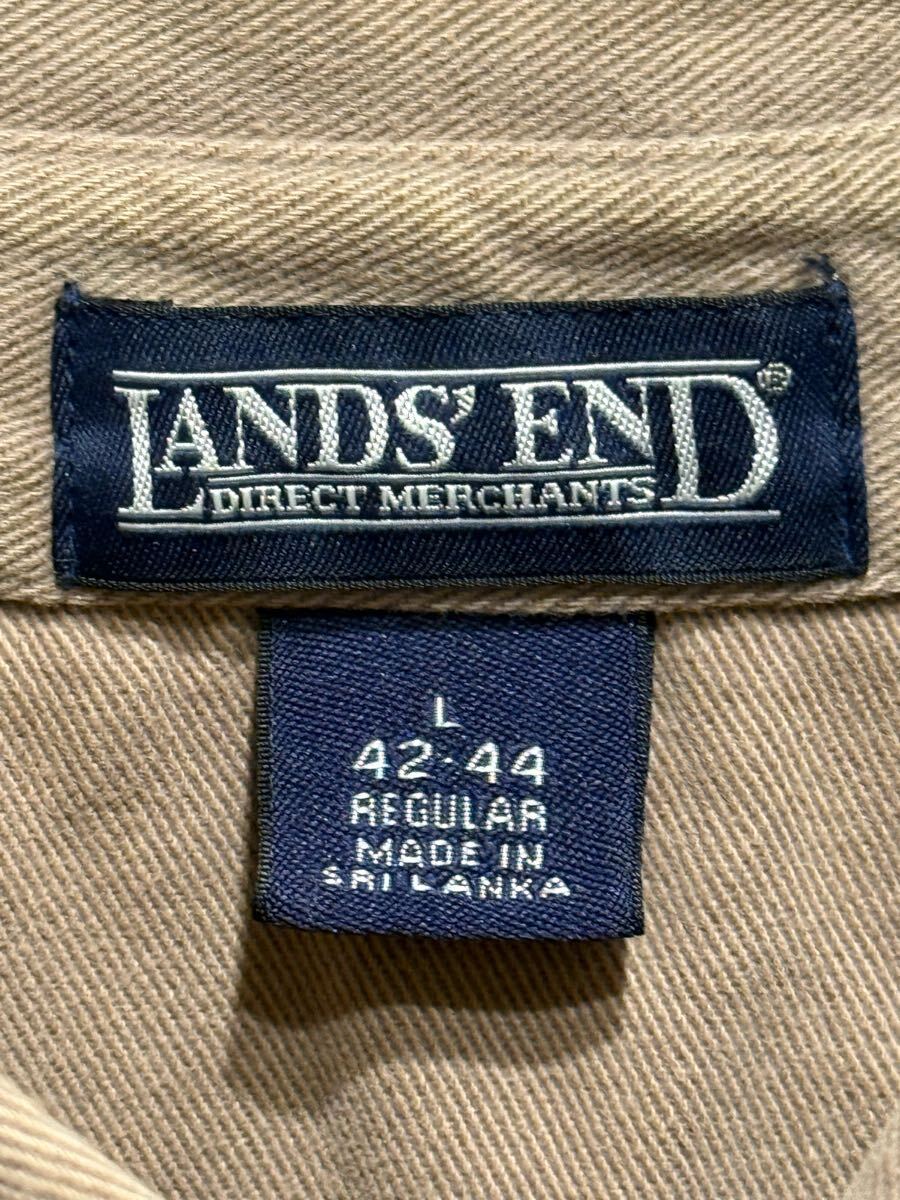 LANDS' END®
DIRECT MERCHANTS
L
42-44
REGULAR
MADE IN
SRI LANKA